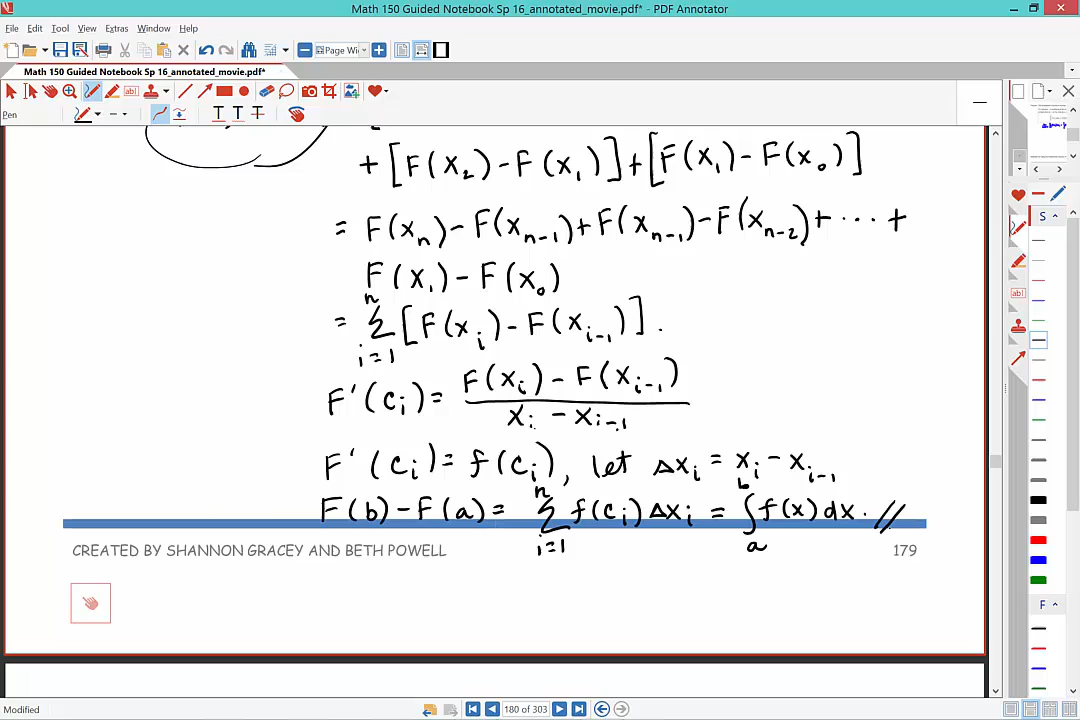 Math 150 Guided Notebook Sp 16_annotated_movie.pdf* - PDF Annotator
File Edit View Tool Extras Window Help
Page Wi
Math 150 Guided Notebook Sp 16_annotated_movie.pdf*
Pen
+ [F(x₂) - F(x₁)] + [F(x₁) - F(x₀)]
= F(xₙ) - F(xₙ₋₁) + F(xₙ₋₁) - F(xₙ₋₂) + ··· +
F(x₁) - F(x₀)
= ∑ᵢ₌₁ⁿ [F(xᵢ) - F(xᵢ₋₁)].
F'(cᵢ) = (F(xᵢ) - F(xᵢ₋₁)) / (xᵢ - xᵢ₋₁)
F'(cᵢ) = f(cᵢ), let Δxᵢ = xᵢ - xᵢ₋₁
F(b) - F(a) = ∑ᵢ₌₁ⁿ f(cᵢ) Δxᵢ = ∫ₐᵇ f(x) dx. //
CREATED BY SHANNON GRACEY AND BETH POWELL 179
S
F
Modified
180 of 303